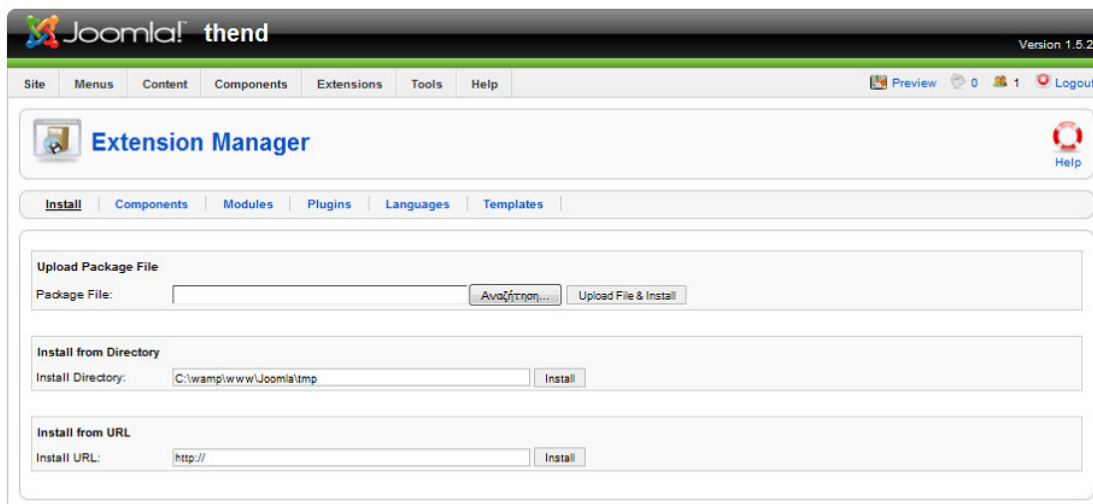 Joomla! thend
Version 1.5.2
Site Menus Content Components Extensions Tools Help Preview 0 1 Logout
Extension Manager
Help
Install Components Modules Plugins Languages Templates
Upload Package File
Package File: Αναζήτηση... Upload File & Install
Install from Directory
Install Directory: C:\wamp\www\Joomla\tmp Install
Install from URL
Install URL: http:// Install